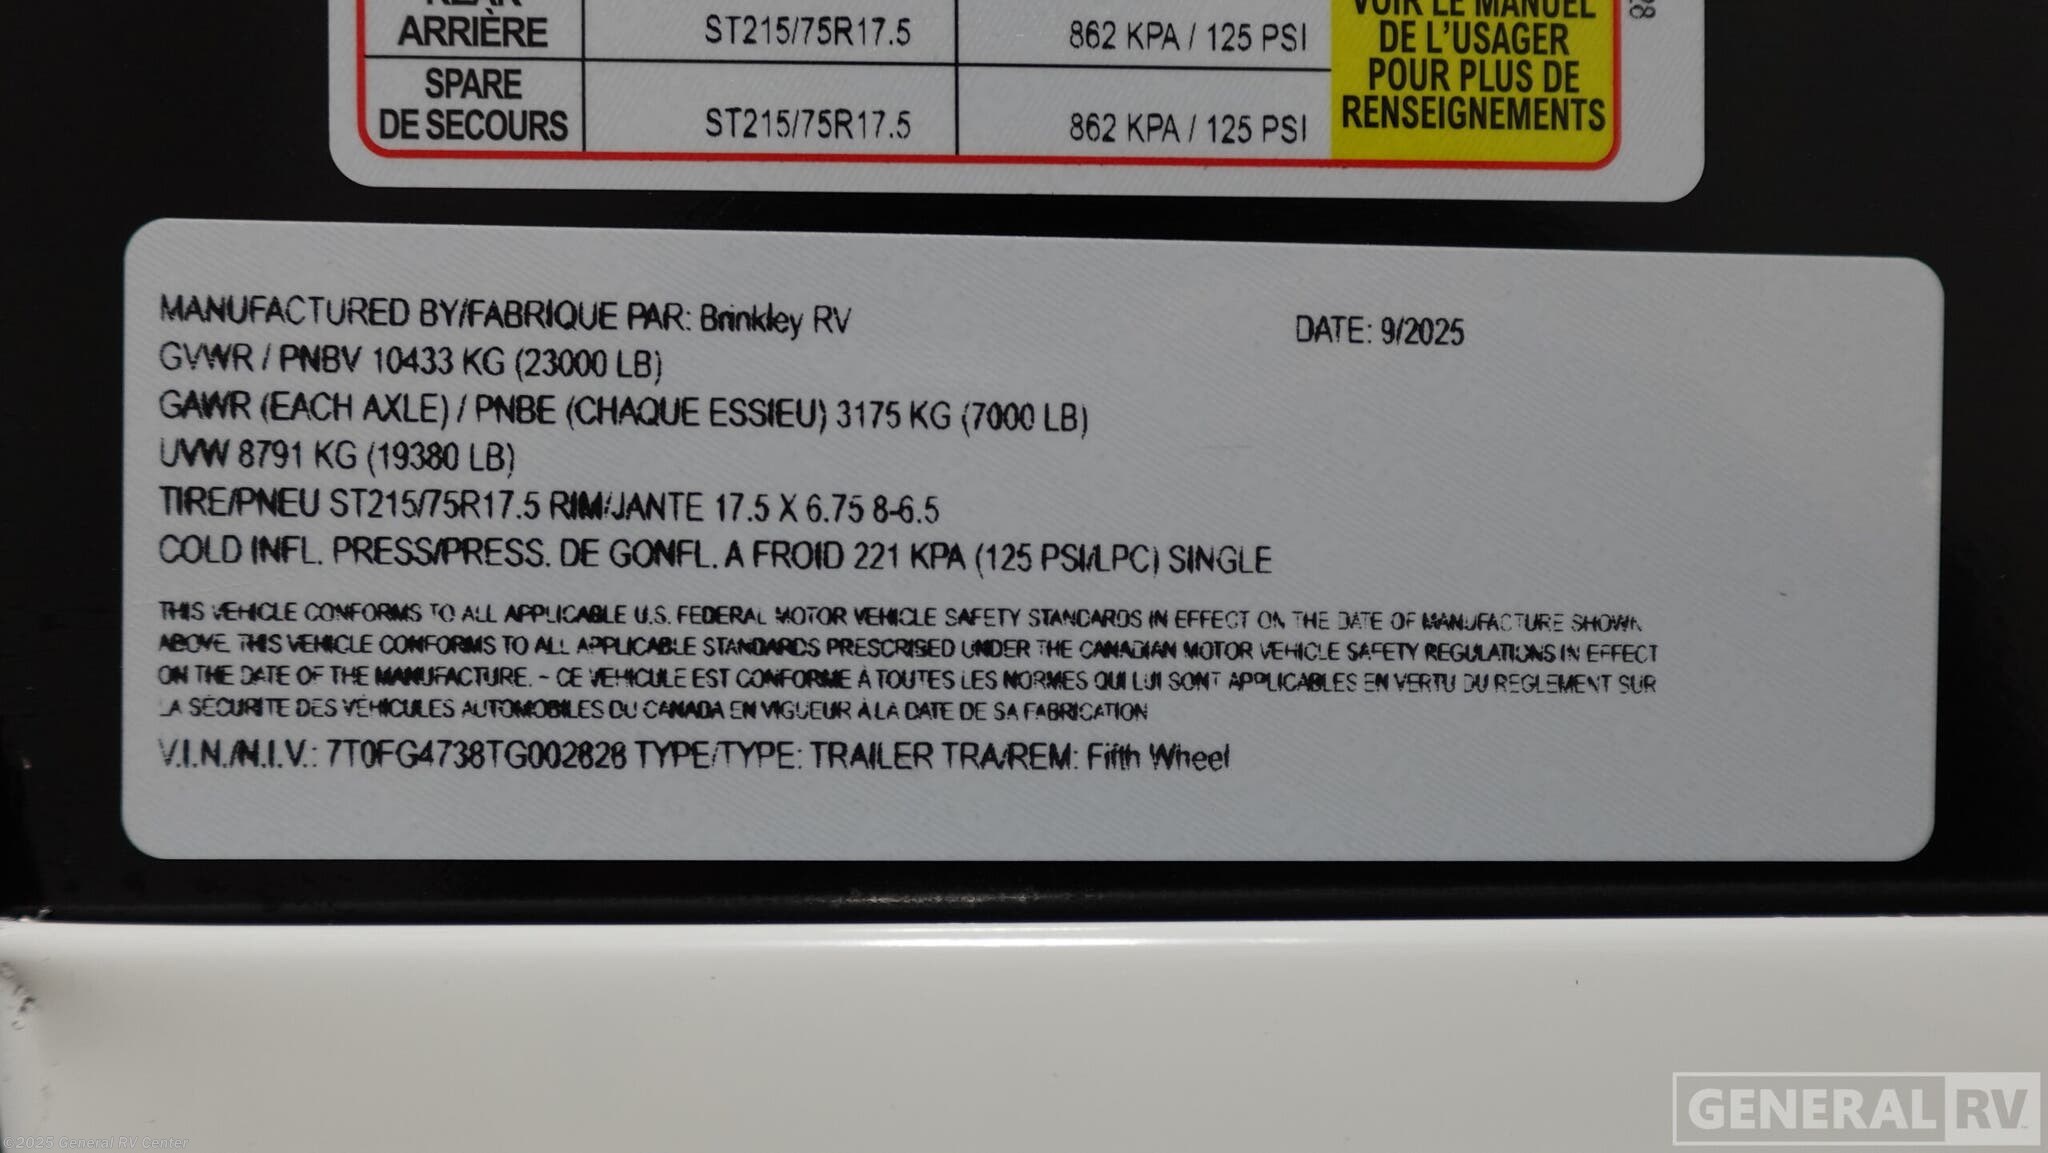 ARRIÈRE ST215/75R17.5 862 KPA / 125 PSI
SPARE
DE SECOURS ST215/75R17.5 862 KPA / 125 PSI
VOIR LE MANUEL
DE L'USAGER
POUR PLUS DE
RENSEIGNEMENTS
MANUFACTURED BY/FABRIQUE PAR: Brinkley RV DATE: 9/2025
GVWR / PNBV 10433 KG (23000 LB)
GAWR (EACH AXLE) / PNBE (CHAQUE ESSIEU) 3175 KG (7000 LB)
UVW 8791 KG (19380 LB)
TIRE/PNEU ST215/75R17.5 RIM/JANTE 17.5 X 6.75 8-6.5
COLD INFL. PRESS/PRESS. DE GONFL. A FROID 221 KPA (125 PSI/LPC) SINGLE
THIS VEHICLE CONFORMS TO ALL APPLICABLE U.S. FEDERAL MOTOR VEHICLE SAFETY STANDARDS IN EFFECT ON THE DATE OF MANUFACTURE SHOWN
ABOVE. THIS VEHICLE CONFORMS TO ALL APPLICABLE STANDARDS PRESCRISED UNDER THE CANADIAN MOTOR VEHICLE SAFETY REGULATIONS IN EFFECT
ON THE DATE OF THE MANUFACTURE. - CE VEHICULE EST CONFORME À TOUTES LES NORMES QUI LUI SONT APPLICABLES EN VERTU DU REGLEMENT SUR
LA SÉCURITE DES VÉHICULES AUTOMOBILES DU CANADA EN VIGUEUR À LA DATE DE SA FABRICATION
V.I.N./N.I.V.: 7T0FG4738TG002828 TYPE/TYPE: TRAILER TRA/REM: Fifth Wheel
GENERAL RV
©2025 General RV Center